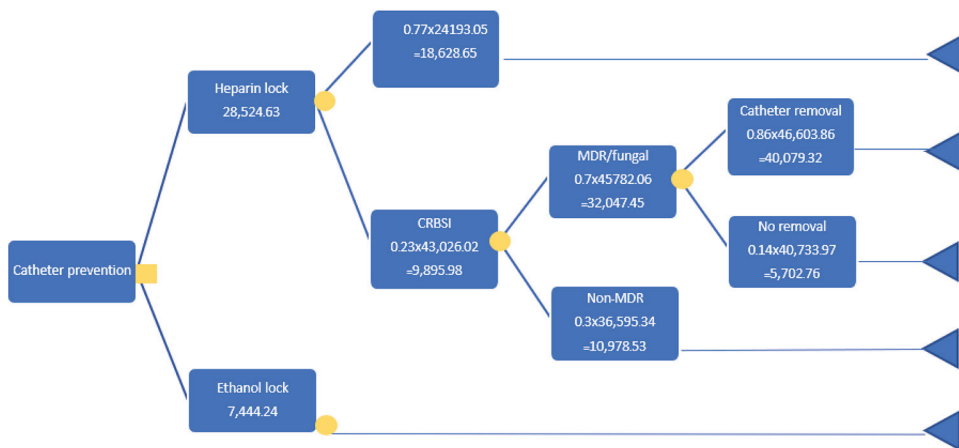 0.77x24193.05
=18,628.65
Heparin lock
28,524.63
Catheter removal
0.86x46,603.86
=40,079.32
MDR/fungal
0.7x45782.06
=32,047.45
CRBSI
0.23x43,026.02
=9,895.98
No removal
0.14x40,733.97
=5,702.76
Catheter prevention
Non-MDR
0.3x36,595.34
=10,978.53
Ethanol lock
7,444.24